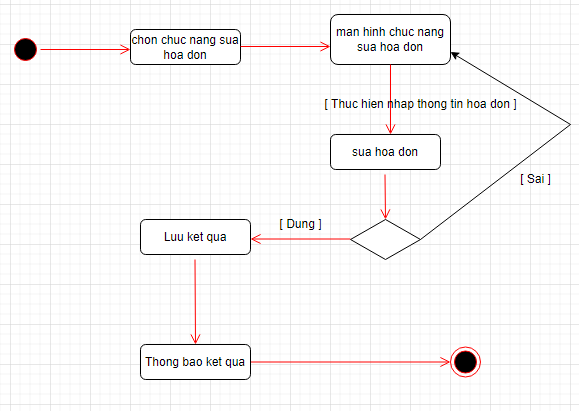 chon chuc nang sua
hoa don
man hinh chuc nang
sua hoa don
[ Thuc hien nhap thong tin hoa don ]
sua hoa don
[ Sai ]
[ Dung ]
Luu ket qua
Thong bao ket qua